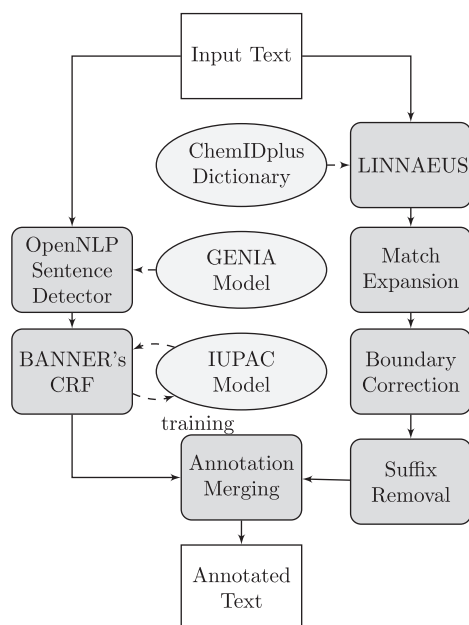 Input Text
ChemIDplus
Dictionary
LINNAEUS
OpenNLP
Sentence
Detector
GENIA
Model
Match
Expansion
BANNER's
CRF
IUPAC
Model
Boundary
Correction
training
Annotation
Merging
Suffix
Removal
Annotated
Text